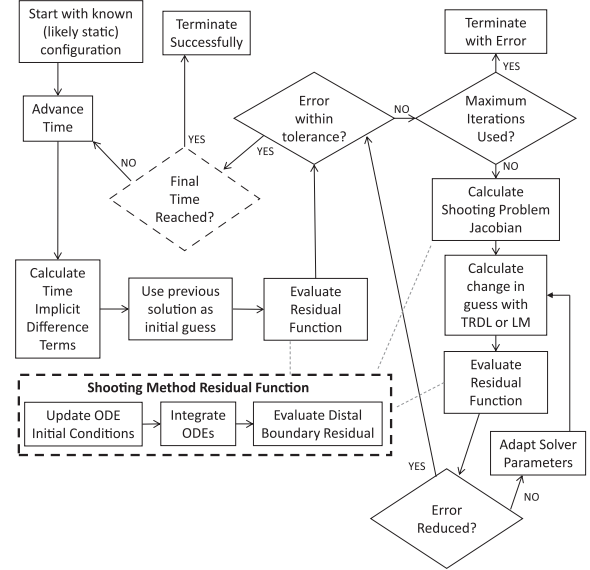 Start with known
(likely static)
configuration
Terminate
Successfully
Terminate
with Error
YES
Advance
Time
Error
within
tolerance?
NO
Maximum
Iterations
Used?
YES
YES
NO
NO
Final
Time
Reached?
Calculate
Shooting Problem
Jacobian
Calculate
Time
Implicit
Difference
Terms
Use previous
solution as
initial guess
Evaluate
Residual
Function
Calculate
change in
guess with
TRDL or LM
Evaluate
Residual
Function
Shooting Method Residual Function
Update ODE
Initial Conditions
Integrate
ODEs
Evaluate Distal
Boundary Residual
Adapt Solver
Parameters
YES
NO
Error
Reduced?